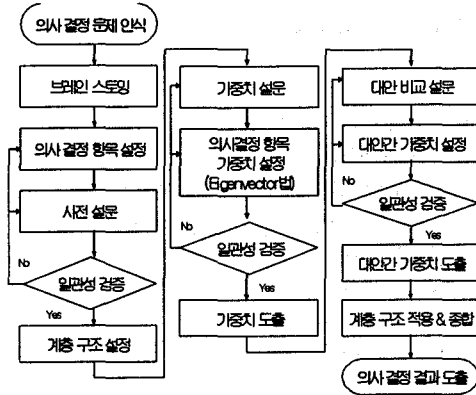 의사 결정 문제 인식
브레인 스토밍
의사 결정 항목 설정
사전 설문
No
일관성 검증
Yes
계층 구조 설정
가중치 설문
의사결정 항목
가중치 설정
(Eigenvector법)
No
일관성 검증
Yes
가중치 도출
대안 비교 설문
대안간 가중치 설정
No
일관성 검증
Yes
대안간 가중치 도출
계층 구조 적용 & 종합
의사 결정 결과 도출